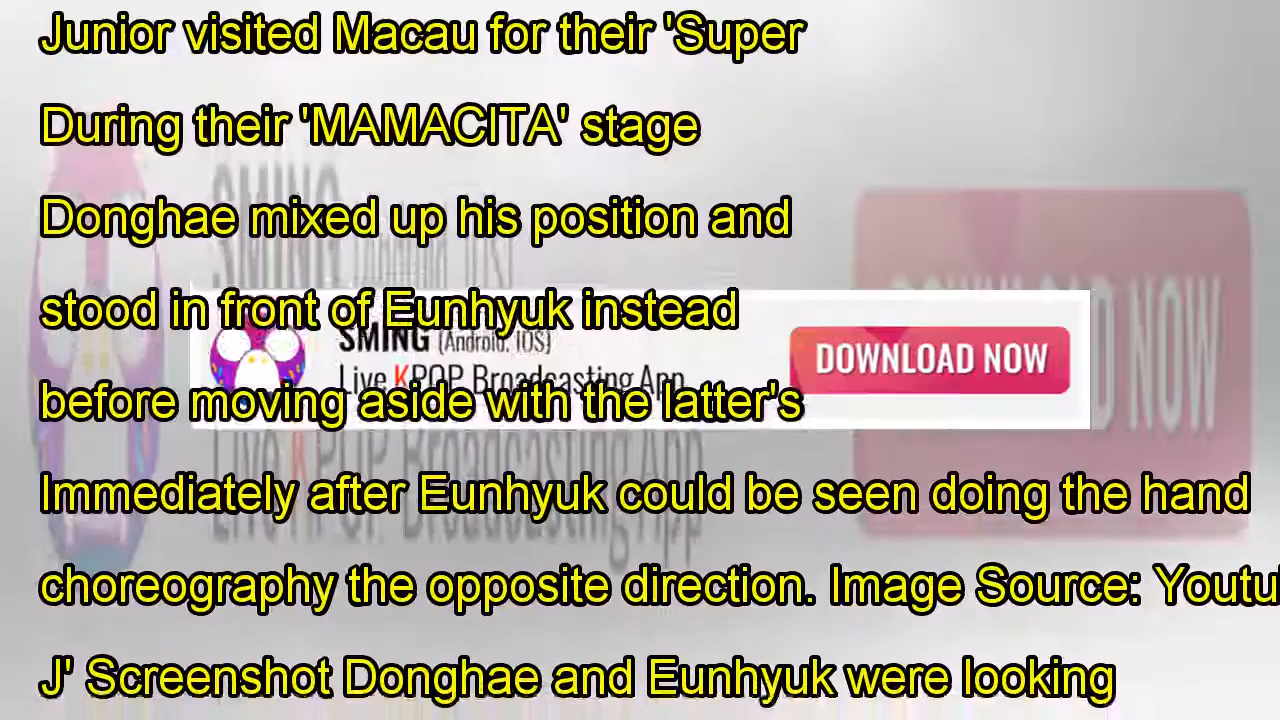 Junior visited Macau for their 'Super
During their 'MAMACITA' stage
Donghae mixed up his position and
stood in front of Eunhyuk instead
SMING (Android, IOS)
DOWNLOAD NOW
Live KPOP Broadcasting App
before moving aside with the latter's
Immediately after Eunhyuk could be seen doing the hand
choreography the opposite direction. Image Source: Youtu
J' Screenshot Donghae and Eunhyuk were looking